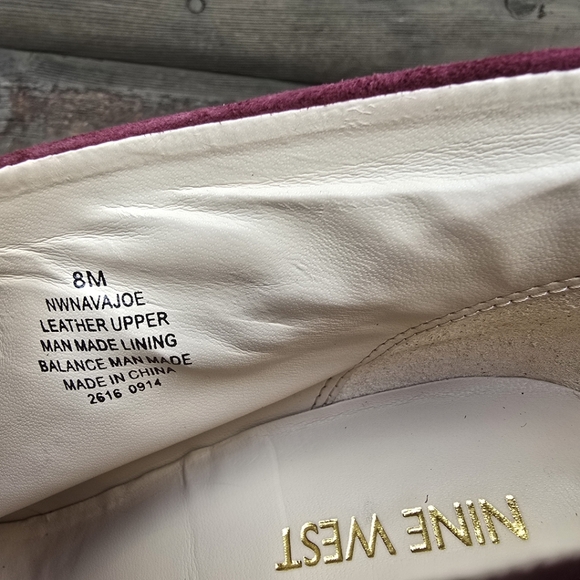 8M
NWNAVAJOE
LEATHER UPPER
MAN MADE LINING
BALANCE MAN MADE
MADE IN CHINA
2616 0914
NINE WEST